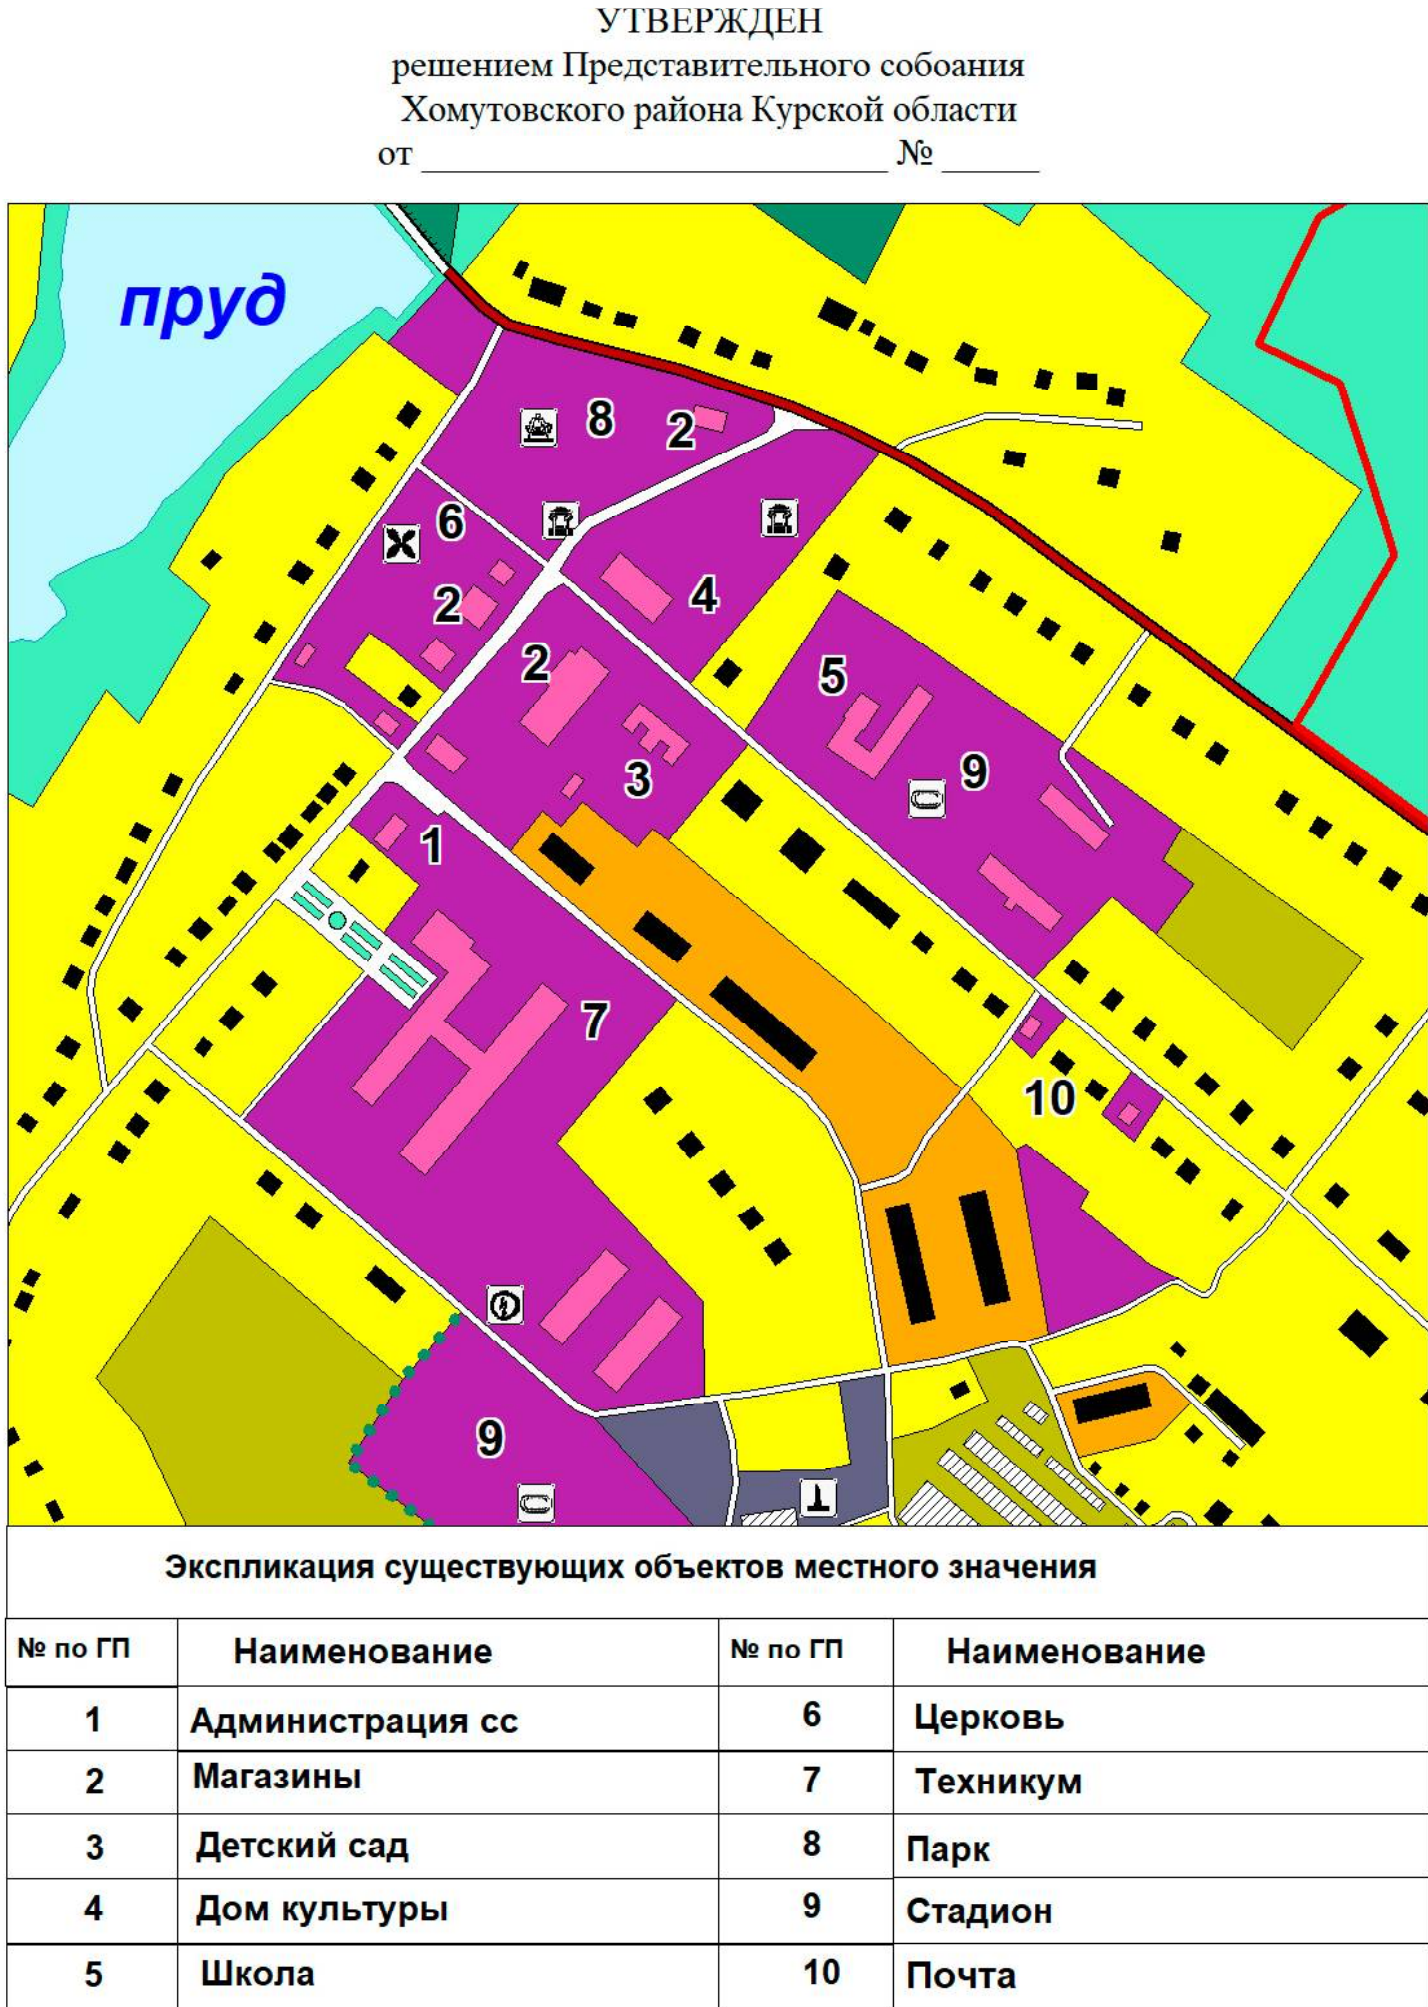 УТВЕРЖДЕН
решением Представительного собоания
Хомутовского района Курской области
от ________________________ № _____
пруд
8
2
6
4
2
2
5
3
9
1
7
10
9
Экспликация существующих объектов местного значения
№ по ГП Наименование № по ГП Наименование
1 Администрация сс 6 Церковь
2 Магазины 7 Техникум
3 Детский сад 8 Парк
4 Дом культуры 9 Стадион
5 Школа 10 Почта